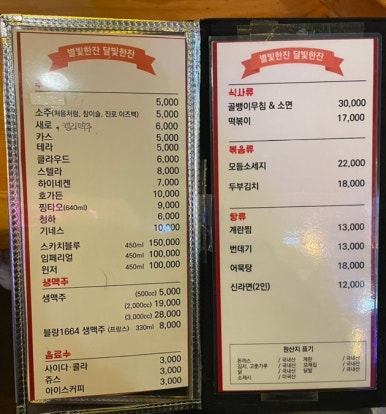 별빛한잔 달빛한잔
5,000
소주(처음처럼, 참이슬, 진로 이즈백) 5,000
새로 + 켈리맥주 6,000
카스 5,000
테라 5,000
클라우드 6,000
스텔라 8,000
하이네켄 7,000
호가든 10,000
찡타오(640ml) 9,000
청하 6,000
기네스 10,000
스카치블루 450ml 150,000
임페리얼 450ml 100,000
윈저 450ml 100,000
생맥주
생맥주 (500cc) 5,000
(2,000cc) 19,000
(3,000cc) 28,000
블랑1664 생맥주 (프랑스) 330ml 8,000
음료수
사이다·콜라 3,000
쥬스 3,000
아이스커피 3,000
별빛한잔 달빛한잔
식사류
골뱅이무침 & 소면 30,000
떡볶이 17,000
볶음류
모듬소세지 22,000
두부김치 18,000
탕류
계란찜 13,000
번데기 13,000
어묵탕 18,000
신라면(2인) 12,000
원산지 표기